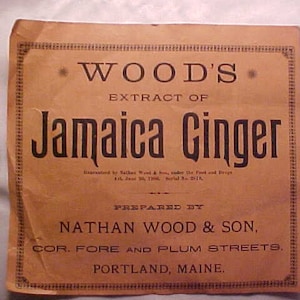 WOOD'S
EXTRACT OF
Jamaica Ginger
Guaranteed by Nathan Wood & Son, under the Food and Drugs
Act, June 30, 1906. Serial No.
PREPARED BY
NATHAN WOOD & SON,
COR. FORE AND PLUM STREETS,
PORTLAND, MAINE.